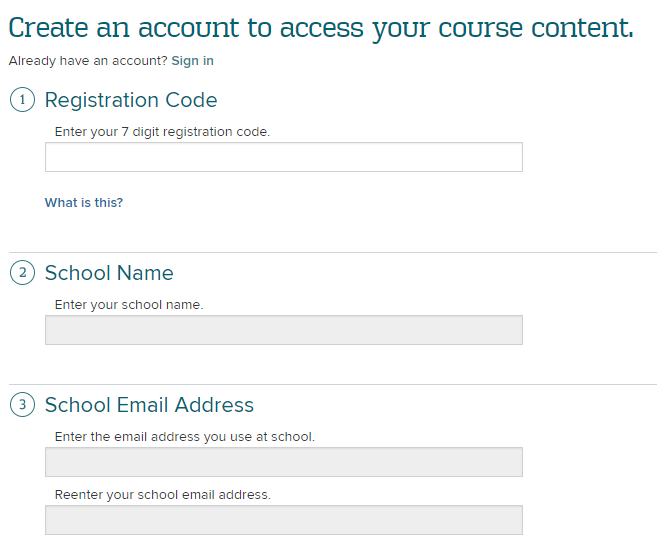 Create an account to access your course content.
Already have an account? Sign in
1 Registration Code
Enter your 7 digit registration code.
What is this?
2 School Name
Enter your school name.
3 School Email Address
Enter the email address you use at school.
Reenter your school email address.